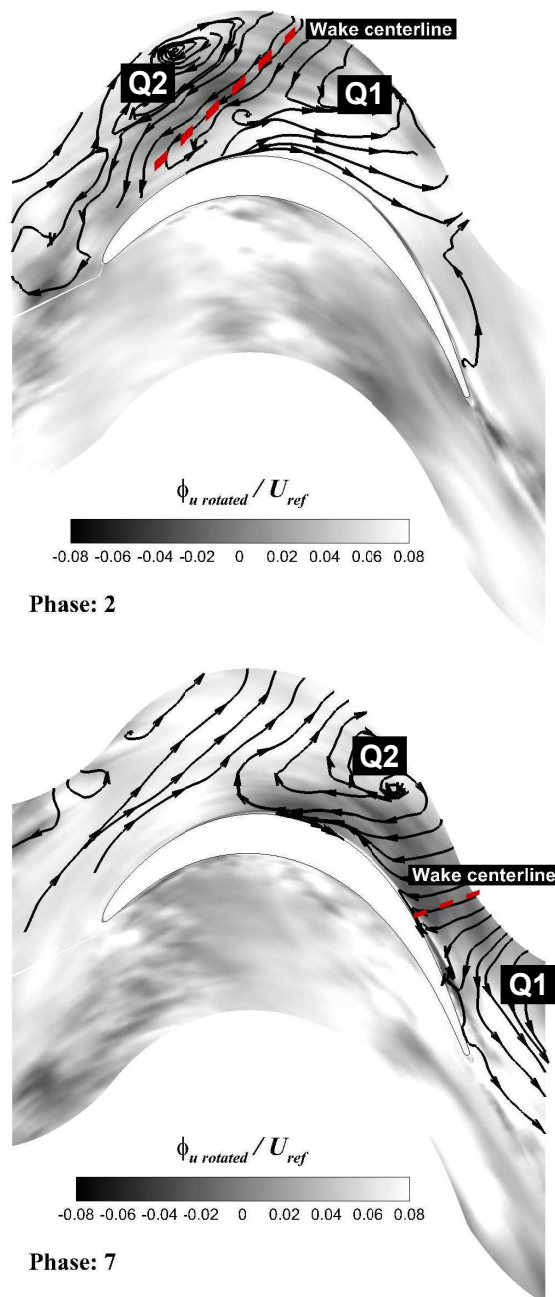 Wake centerline
Q2
Q1
ϕu rotated / Uref
-0.08 -0.06 -0.04 -0.02 0 0.02 0.04 0.06 0.08
Phase: 2
Q2
Wake centerline
Q1
ϕu rotated / Uref
-0.08 -0.06 -0.04 -0.02 0 0.02 0.04 0.06 0.08
Phase: 7